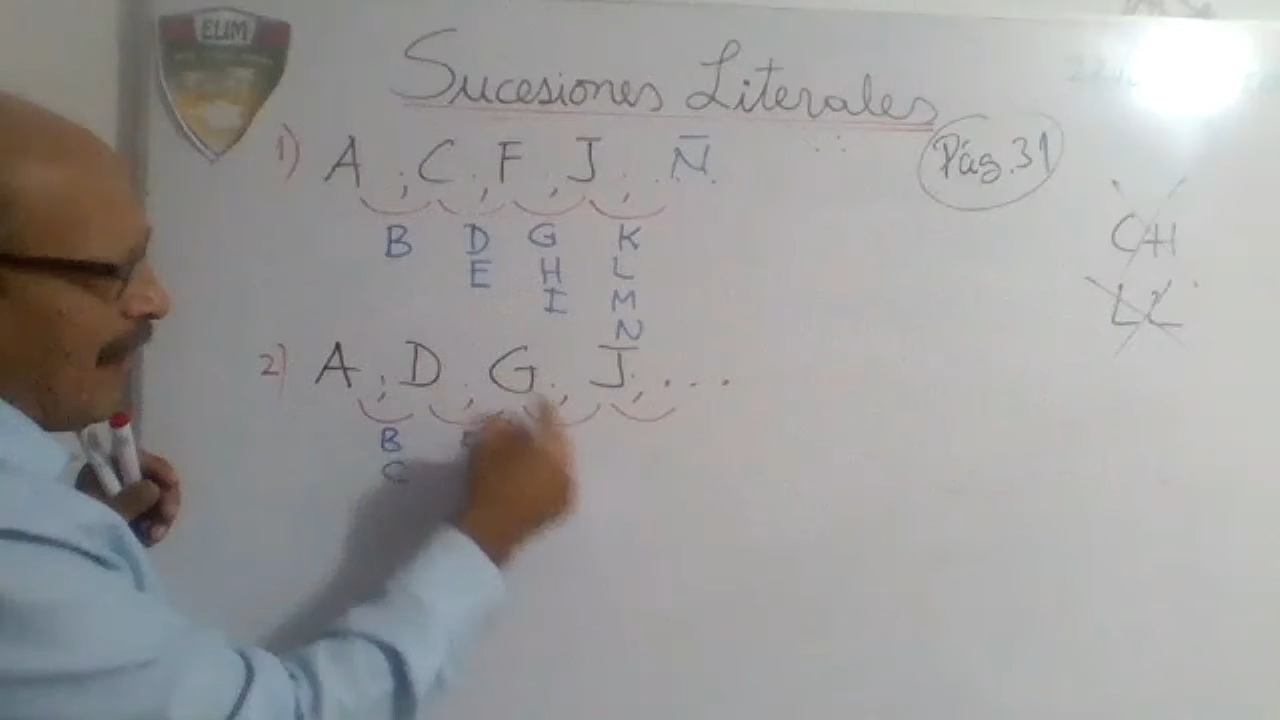 ELIM
Sucesiones Literales
Pág. 31
1) A ; C ; F ; J ; Ñ
B D G K
E H L
I M
N
CH
LL
2) A ; D ; G ; J ; ...
B
C